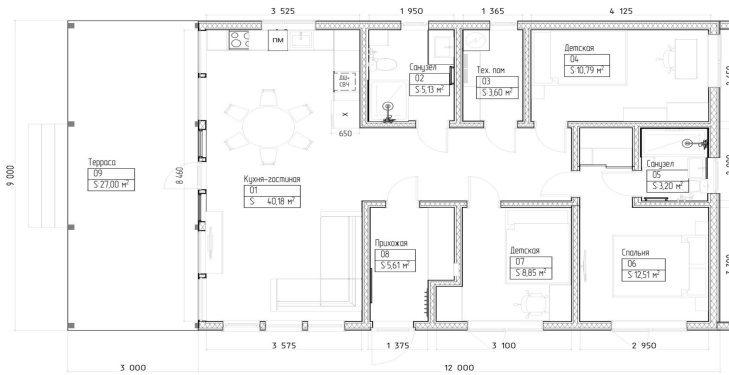 3 525
1 950
1 365
4 125
ПМ
ДШ-
СВЧ
Х
650
Санузел
02
S 5,13 м²
Тех. пом
03
S 3,60 м²
Детская
04
S 10,79 м²
Терраса
09
S 27,00 м²
9 000
8 460
Кухня-гостиная
01
S 40,18 м²
Санузел
05
S 3,20 м²
Прихожая
08
S 5,61 м²
Детская
07
S 8,85 м²
Спальня
06
S 12,51 м²
3 575
1 375
3 100
2 950
3 000
12 000